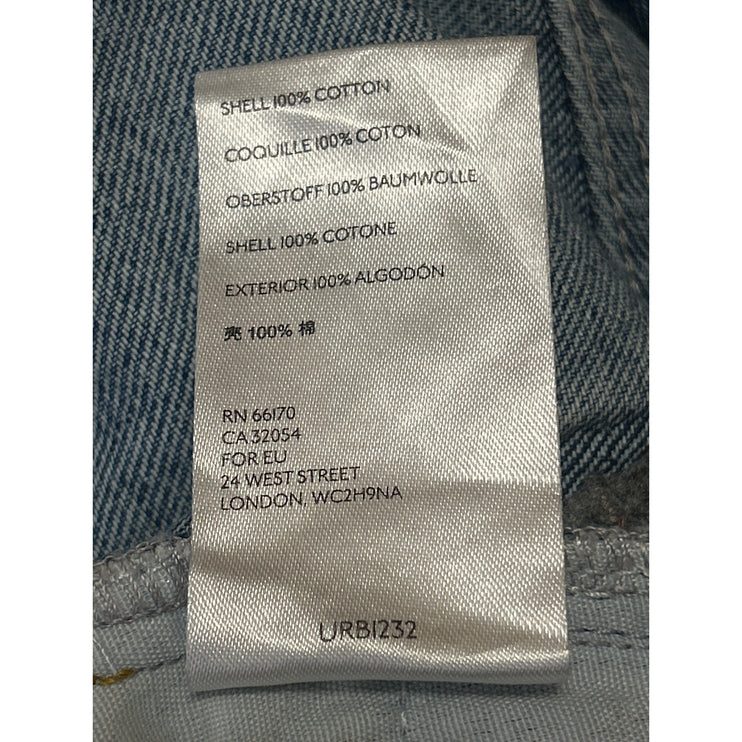 SHELL 100% COTTON
COQUILLE 100% COTON
OBERSTOFF 100% BAUMWOLLE
SHELL 100% COTONE
EXTERIOR 100% ALGODÓN
壳 100% 棉
RN 66170
CA 32054
FOR EU
24 WEST STREET
LONDON, WC2H9NA
URB1232